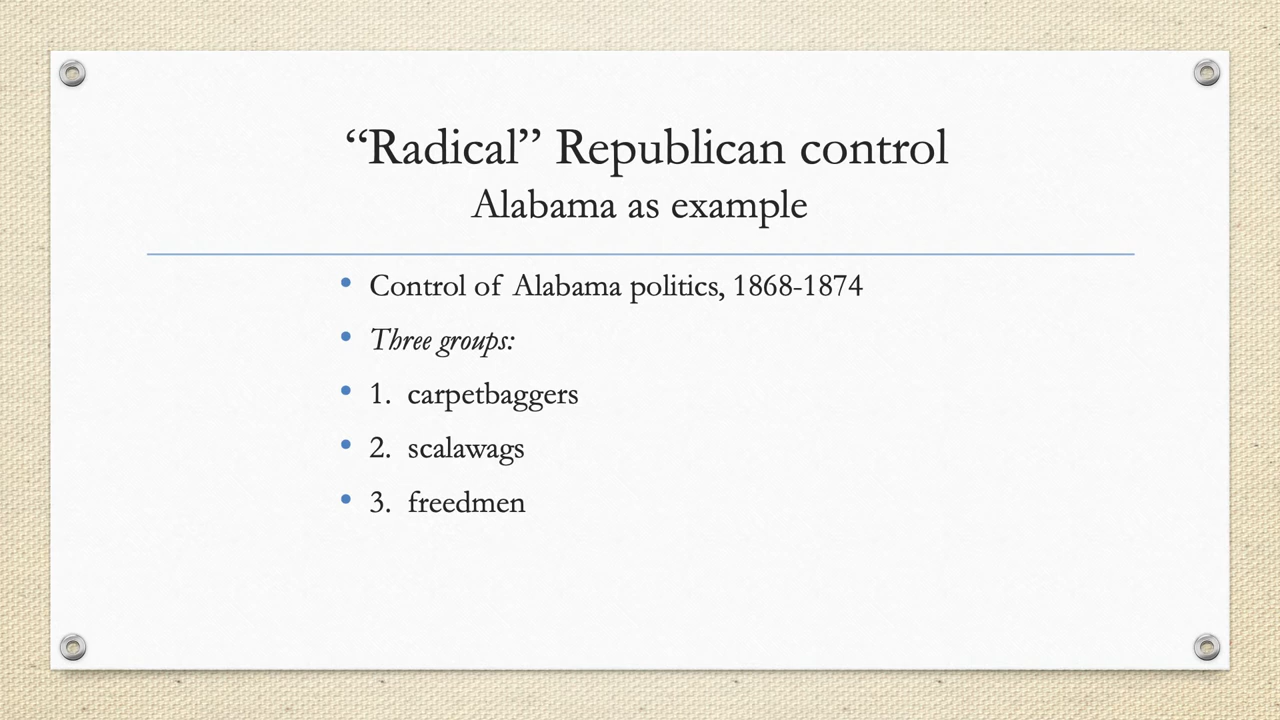 “Radical” Republican control
Alabama as example
• Control of Alabama politics, 1868-1874
• Three groups:
• 1. carpetbaggers
• 2. scalawags
• 3. freedmen